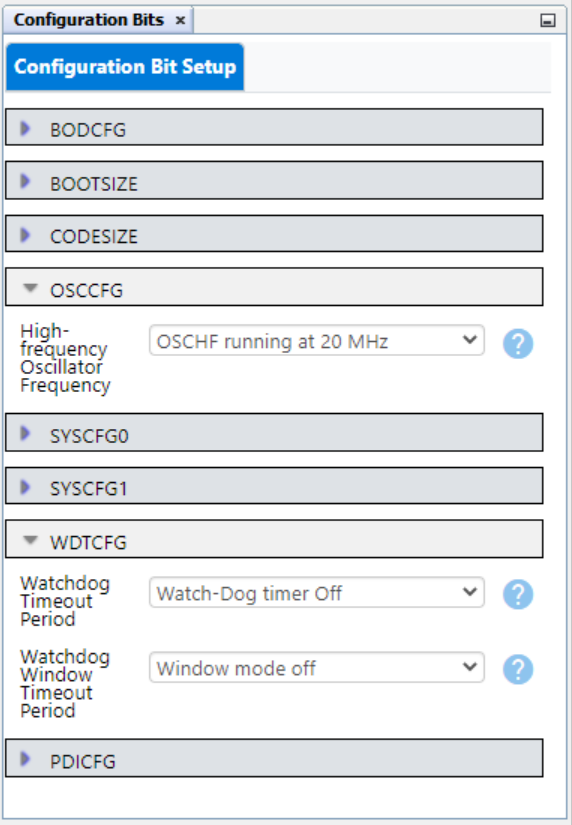 Configuration Bits ×
Configuration Bit Setup
BODCFG
BOOTSIZE
CODESIZE
OSCCFG
High-
frequency
Oscillator
Frequency
OSCHF running at 20 MHz
?
SYSCFG0
SYSCFG1
WDTCFG
Watchdog
Timeout
Period
Watch-Dog timer Off
?
Watchdog
Window
Timeout
Period
Window mode off
?
PDICFG